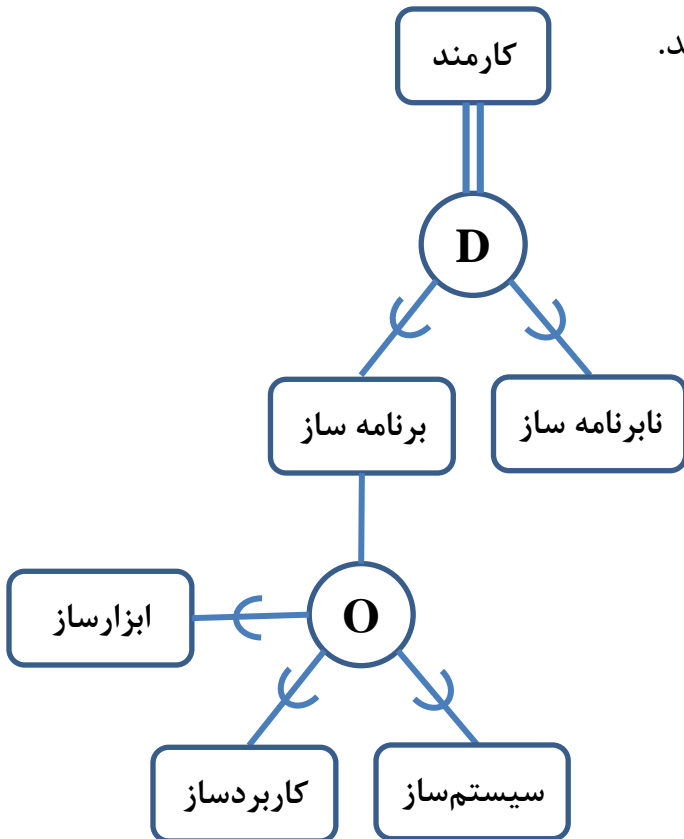 کارمند
د.
D
نابرنامه ساز
برنامه ساز
ابزارساز
O
سیستم‌ساز
کاربردساز